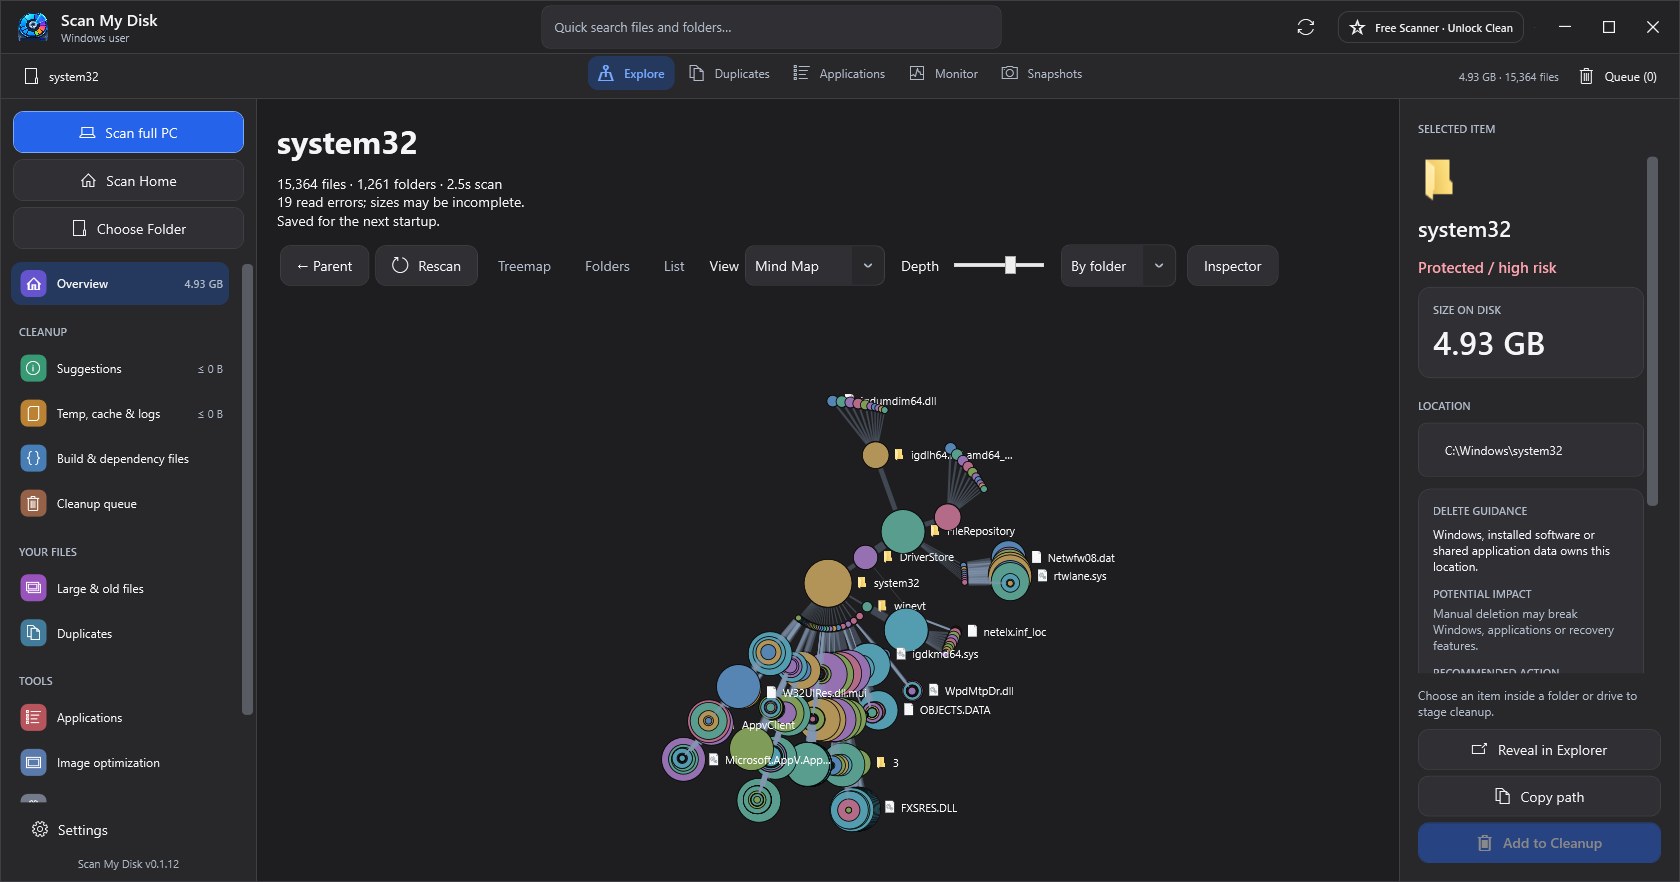 Scan My Disk
Windows user
Quick search files and folders...
Free Scanner · Unlock Clean
system32
Explore
Duplicates
Applications
Monitor
Snapshots
4.93 GB · 15,364 files
Queue (0)
Scan full PC
Scan Home
Choose Folder
Overview 4.93 GB
CLEANUP
Suggestions ≤ 0 B
Temp, cache & logs ≤ 0 B
Build & dependency files
Cleanup queue
YOUR FILES
Large & old files
Duplicates
TOOLS
Applications
Image optimization
Settings
Scan My Disk v0.1.12
system32
15,364 files · 1,261 folders · 2.5s scan
19 read errors; sizes may be incomplete.
Saved for the next startup.
← Parent
Rescan
Treemap
Folders
List
View
Mind Map
Depth
By folder
Inspector
FileRepository
DriverStore
Netwfw08.dat
rtwlane.sys
system32
winevt
netelx.inf_loc
igdkmd64.sys
WpdMtpDr.dll
W32UIRes.dll.mui
OBJECTS.DATA
AppvClient
Microsoft.AppV.App...
3
FXSRES.DLL
SELECTED ITEM
system32
Protected / high risk
SIZE ON DISK
4.93 GB
LOCATION
C:\Windows\system32
DELETE GUIDANCE
Windows, installed software or
shared application data owns this
location.
POTENTIAL IMPACT
Manual deletion may break
Windows, applications or recovery
features.
RECOMMENDED ACTION
Choose an item inside a folder or drive to
stage cleanup.
Reveal in Explorer
Copy path
Add to Cleanup